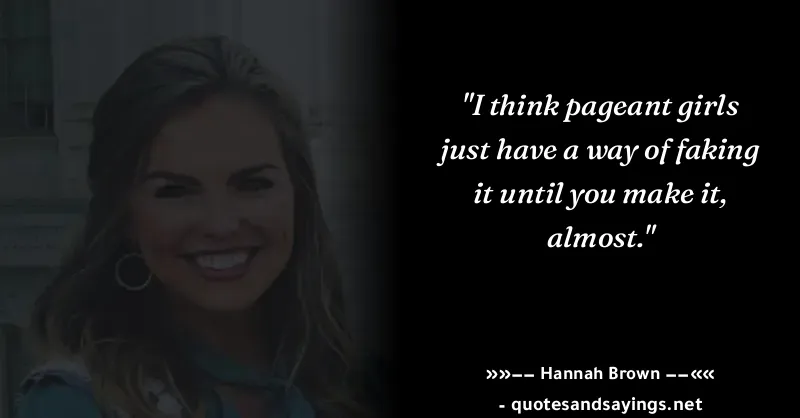 "I think pageant girls
just have a way of faking
it until you make it,
almost."
»»−− Hannah Brown −−««
- quotesandsayings.net